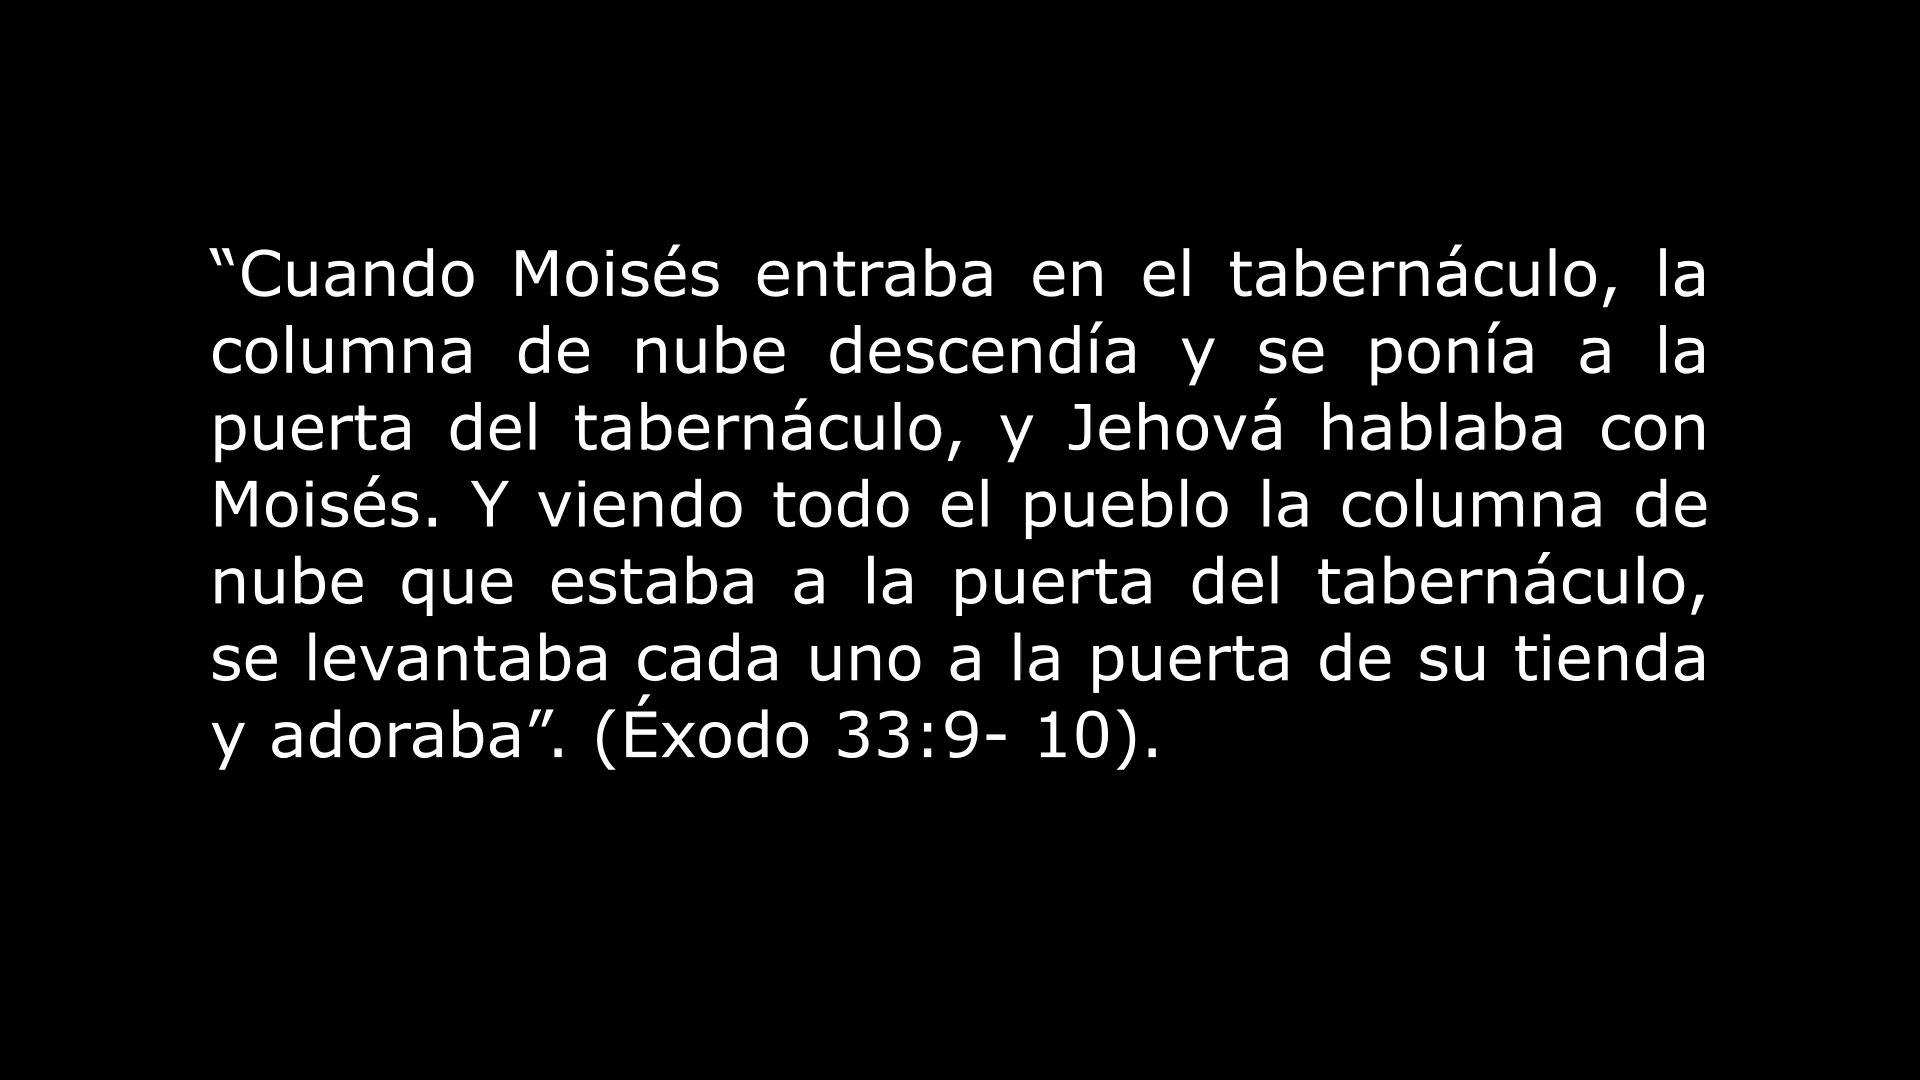 “Cuando Moisés entraba en el tabernáculo, la
columna de nube descendía y se ponía a la
puerta del tabernáculo, y Jehová hablaba con
Moisés. Y viendo todo el pueblo la columna de
nube que estaba a la puerta del tabernáculo,
se levantaba cada uno a la puerta de su tienda
y adoraba”. (Éxodo 33:9- 10).